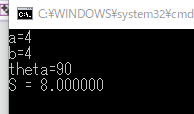 C:¥WINDOWS¥system32¥cmd
a=4
b=4
theta=90
S = 8.000000